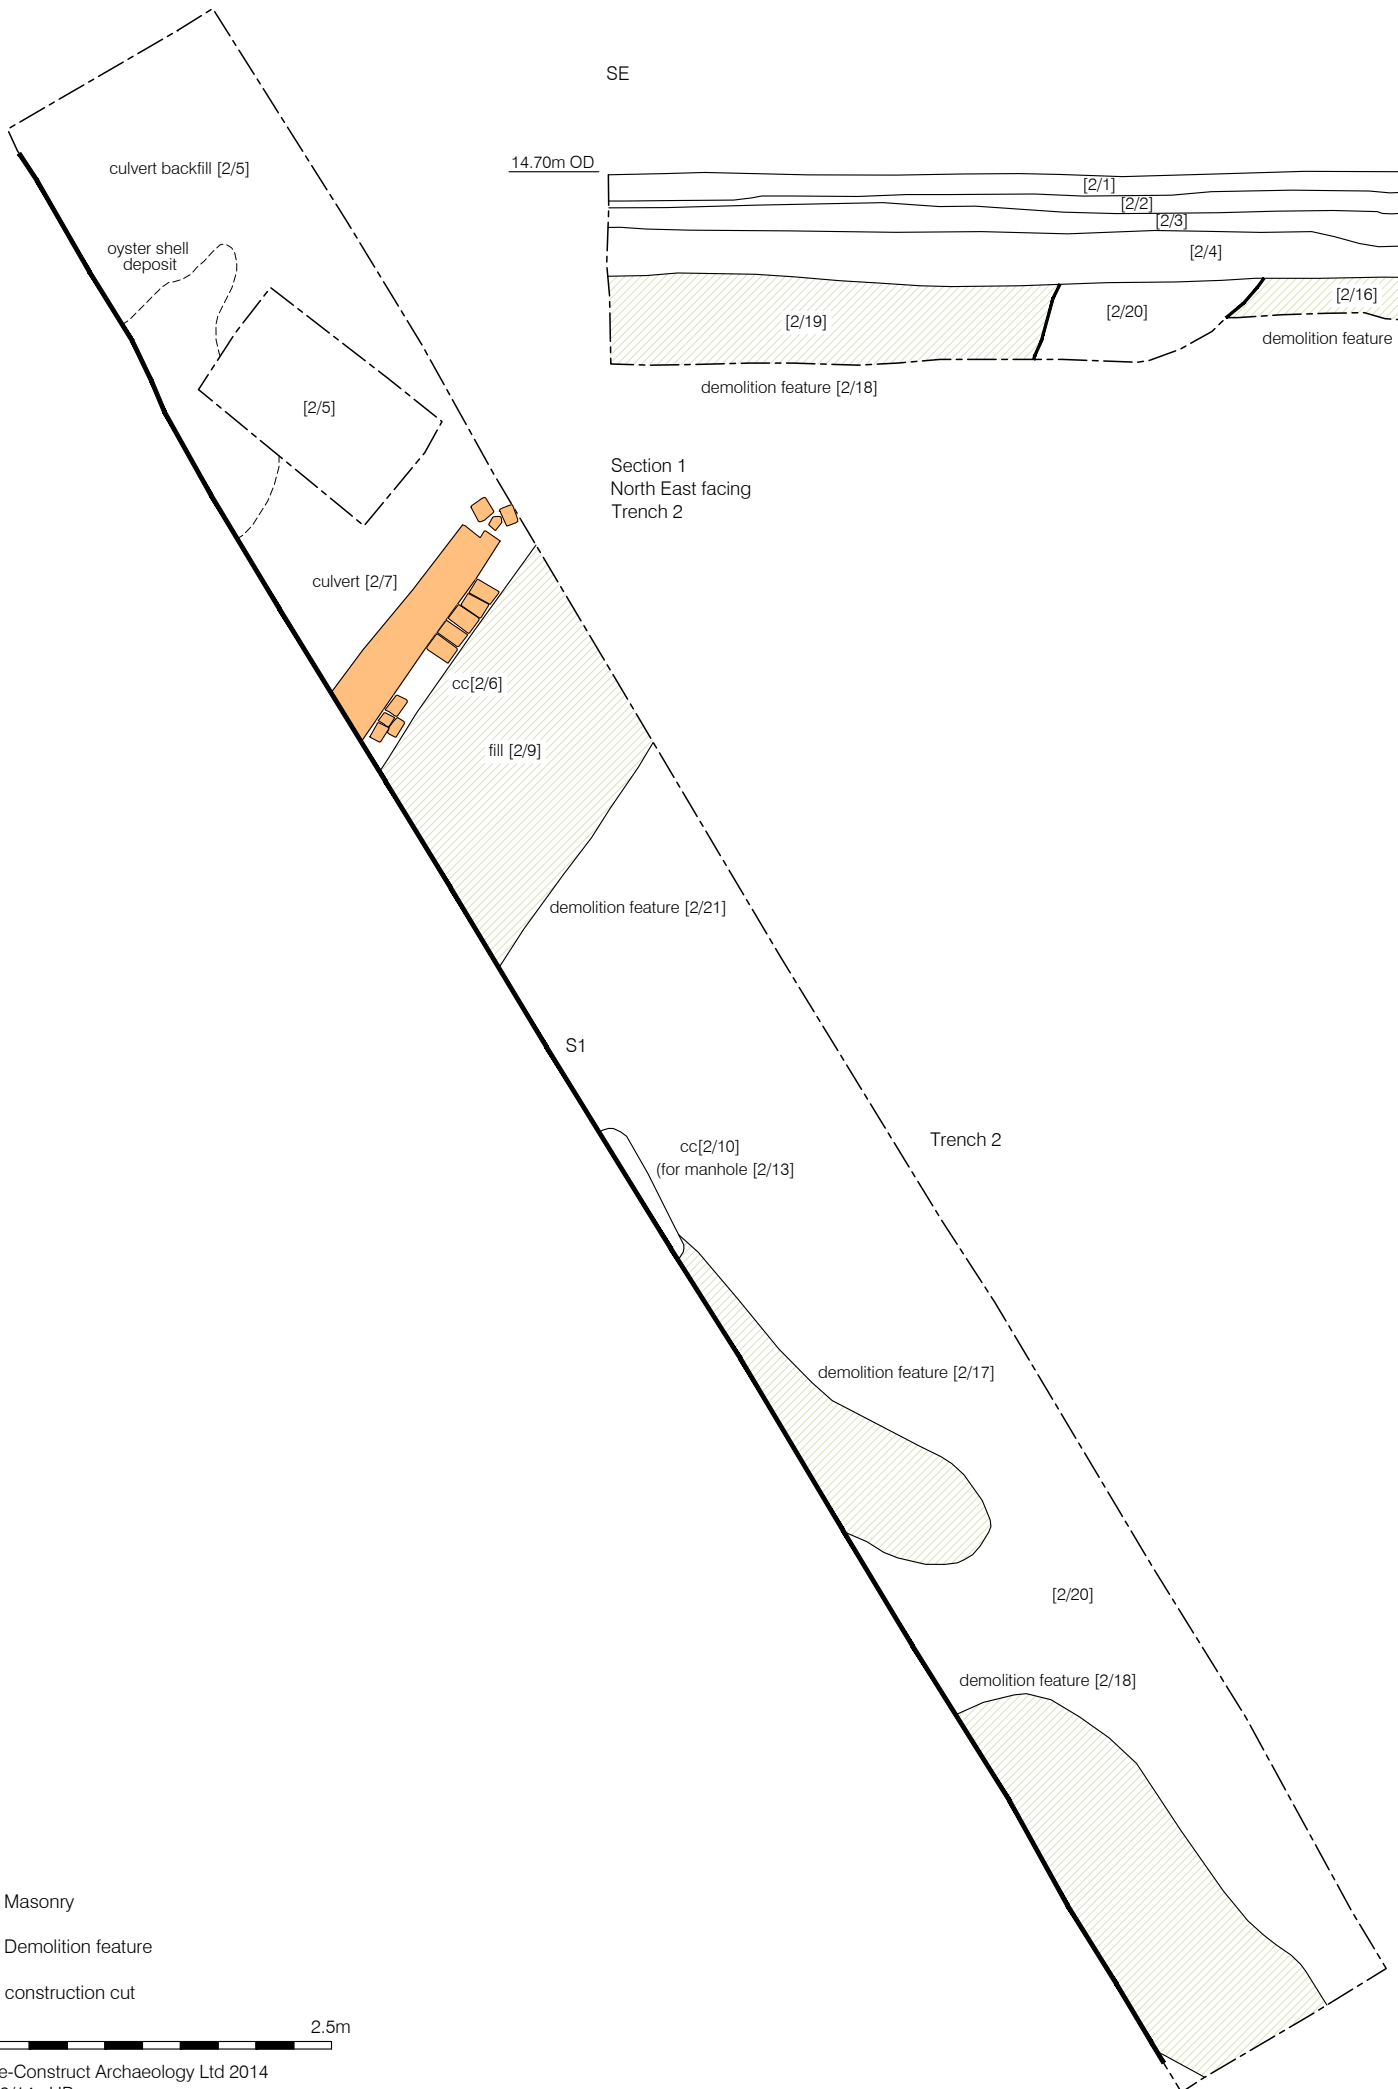 SE
14.70m OD
[2/1]
[2/2]
[2/3]
[2/4]
[2/16]
[2/19]
[2/20]
demolition feature
demolition feature [2/18]
Section 1
North East facing
Trench 2
culvert backfill [2/5]
oyster shell
deposit
[2/5]
culvert [2/7]
cc[2/6]
fill [2/9]
demolition feature [2/21]
S1
cc[2/10]
(for manhole [2/13]
Trench 2
demolition feature [2/17]
[2/20]
demolition feature [2/18]
Masonry
Demolition feature
construction cut
2.5m
e-Construct Archaeology Ltd 2014